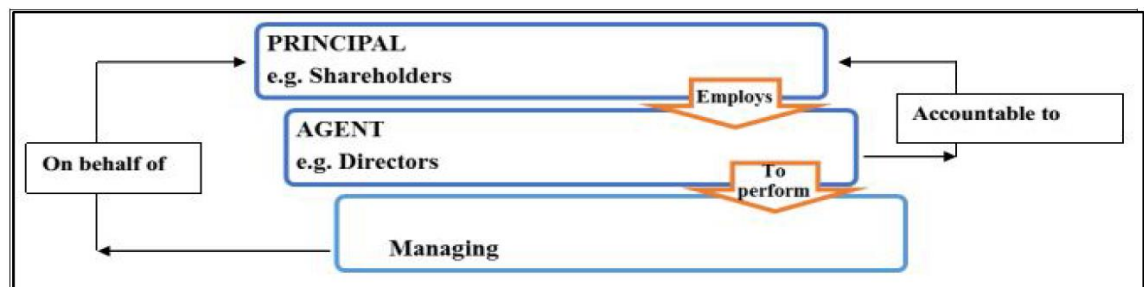 PRINCIPAL
e.g. Shareholders
Employs
Accountable to
AGENT
e.g. Directors
On behalf of
To
perform
Managing